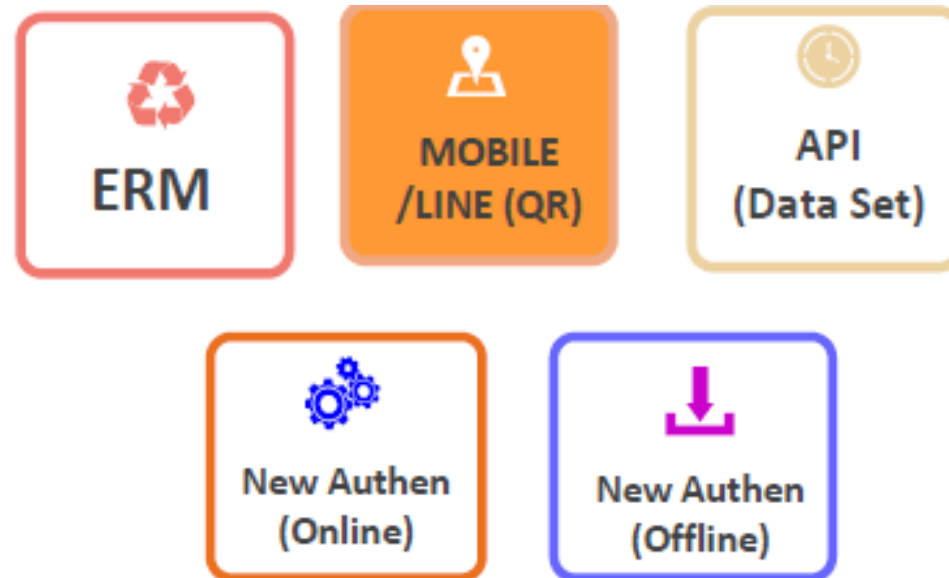 ERM
MOBILE
/LINE (QR)
API
(Data Set)
New Authen
(Online)
New Authen
(Offline)